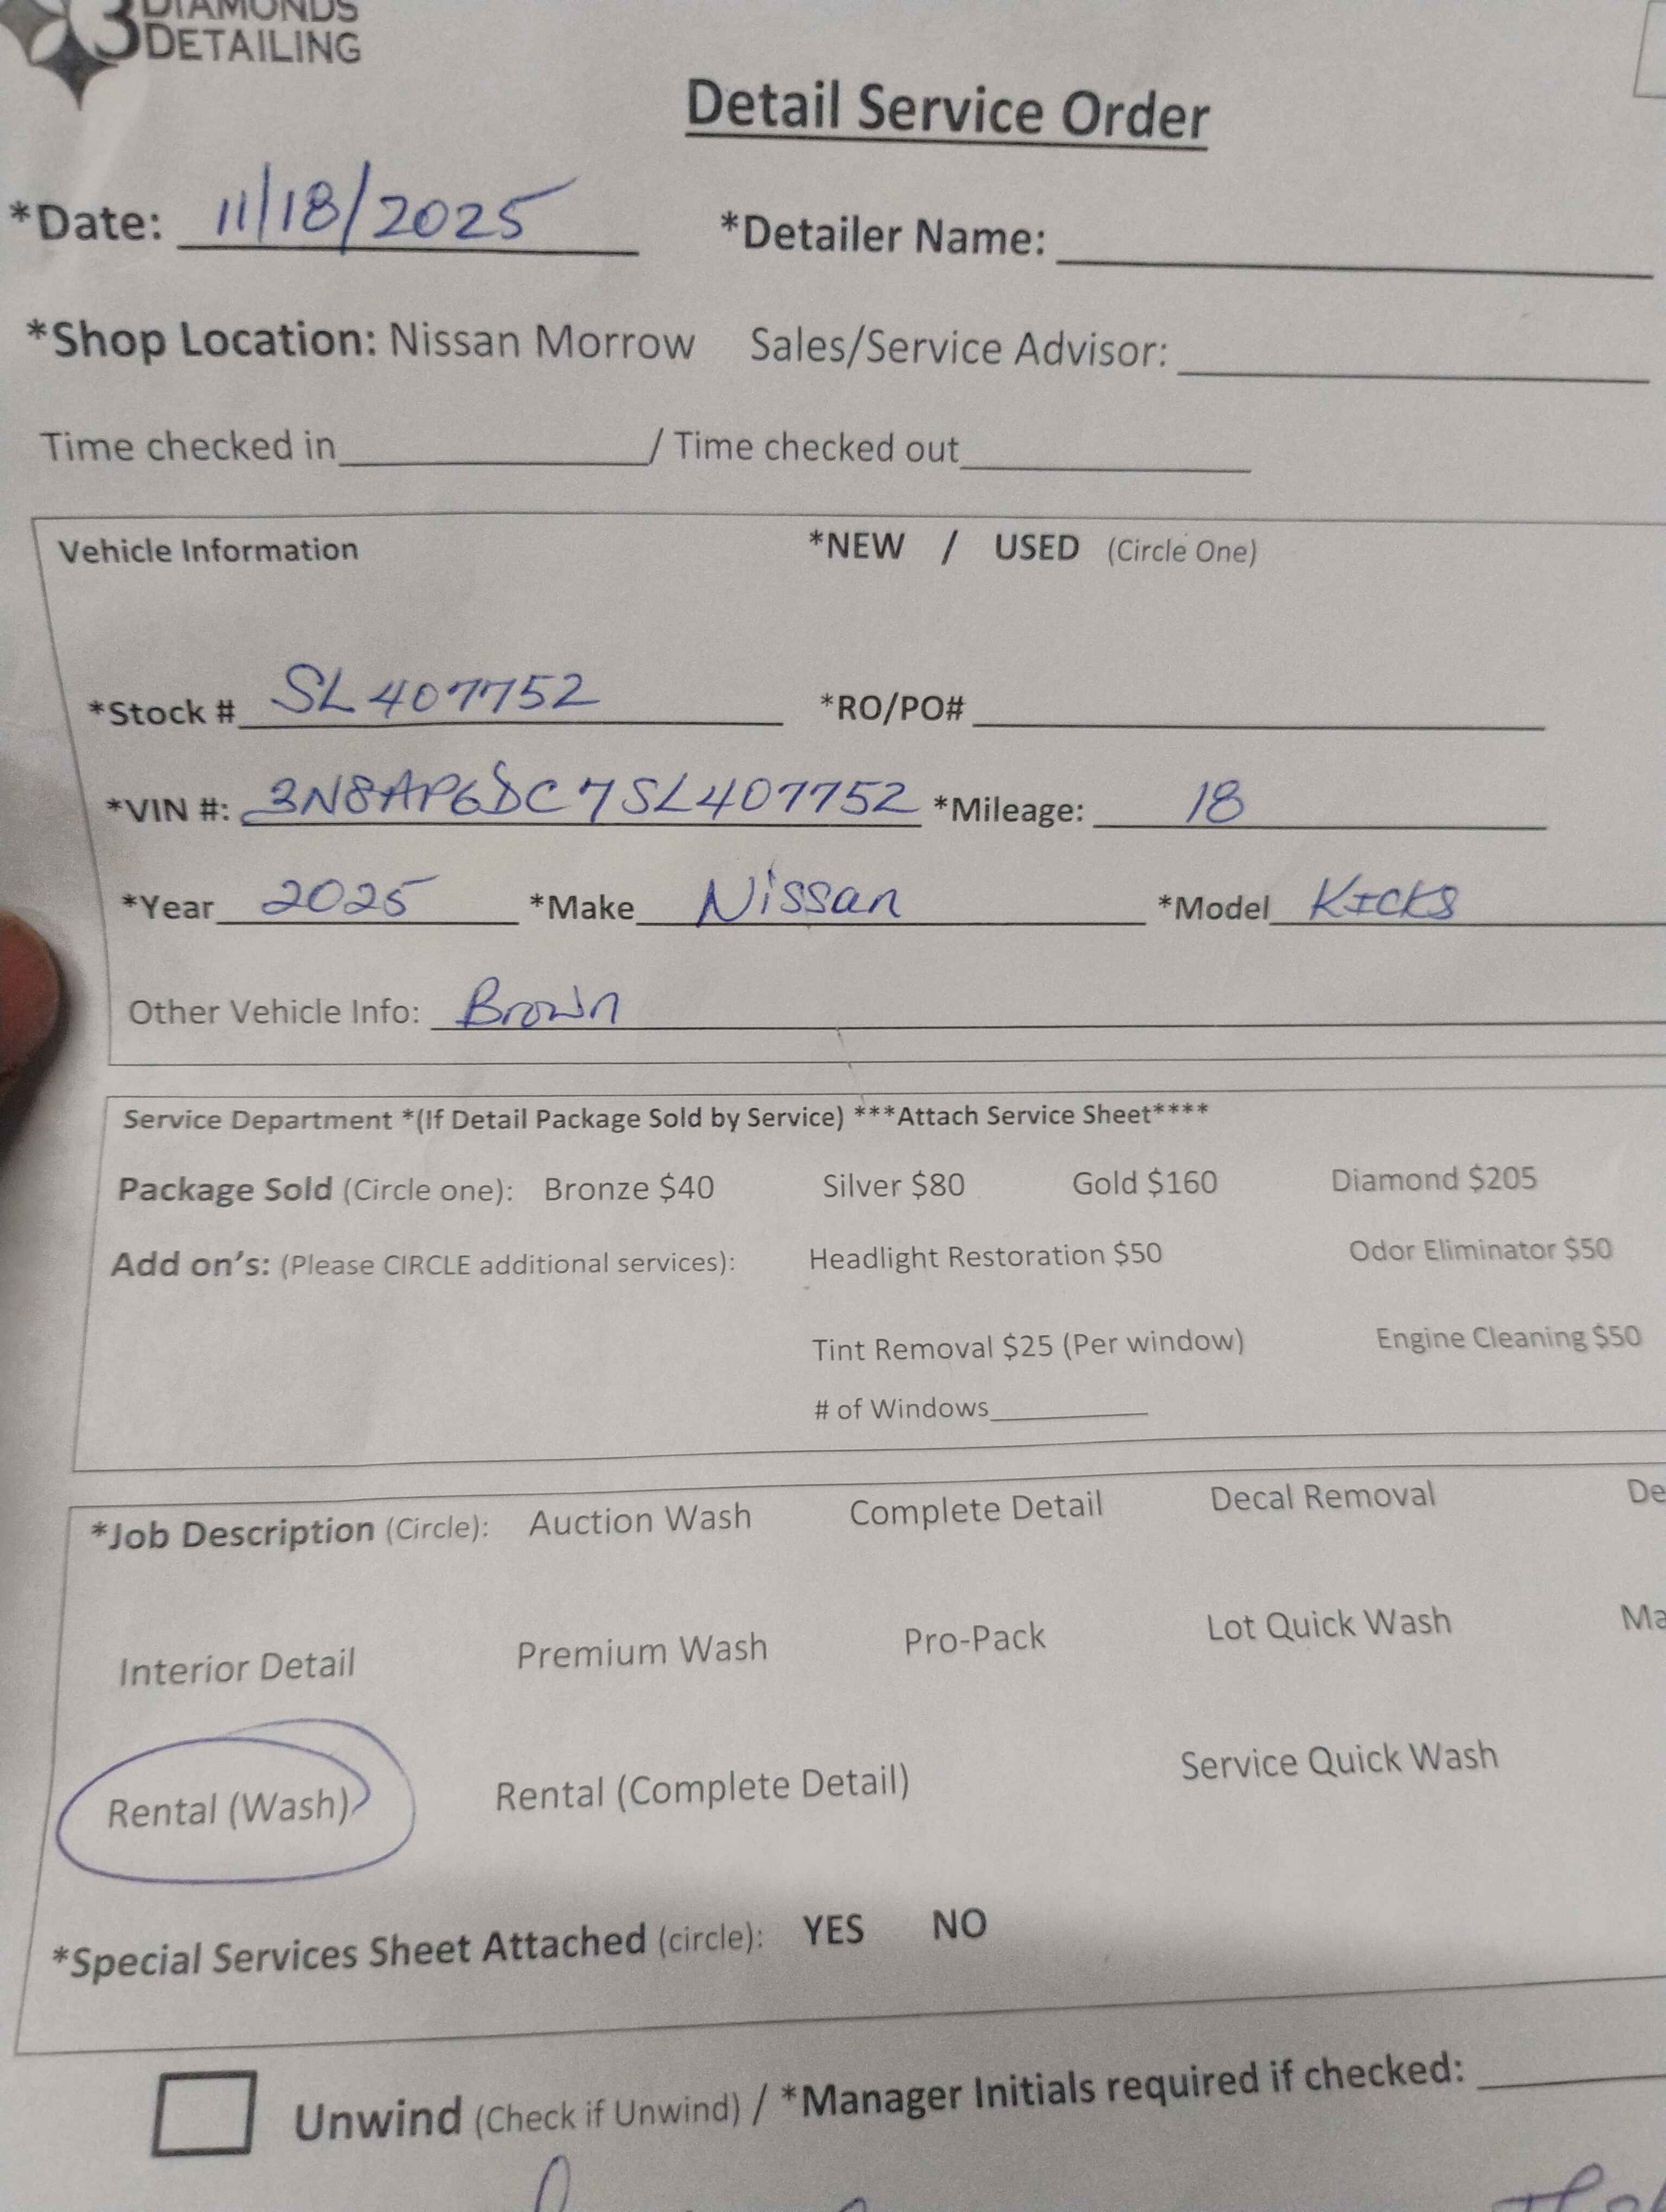 3 DIAMONDS
DETAILING
Detail Service Order
*Date: 11/18/2025 *Detailer Name:
*Shop Location: Nissan Morrow Sales/Service Advisor:
Time checked in / Time checked out
Vehicle Information *NEW / USED (Circle One)
*Stock # SL407752 *RO/PO#
*VIN #: 3N8AP6DC7SL407752 *Mileage: 18
*Year 2025 *Make Nissan *Model KICKS
Other Vehicle Info: Brown
Service Department *(If Detail Package Sold by Service) ***Attach Service Sheet****
Package Sold (Circle one): Bronze $40 Silver $80 Gold $160 Diamond $205
Add on's: (Please CIRCLE additional services): Headlight Restoration $50 Odor Eliminator $50
Tint Removal $25 (Per window) Engine Cleaning $50
# of Windows
*Job Description (Circle): Auction Wash Complete Detail Decal Removal De
Interior Detail Premium Wash Pro-Pack Lot Quick Wash Ma
Rental (Wash) Rental (Complete Detail) Service Quick Wash
*Special Services Sheet Attached (circle): YES NO
Unwind (Check if Unwind) / *Manager Initials required if checked: